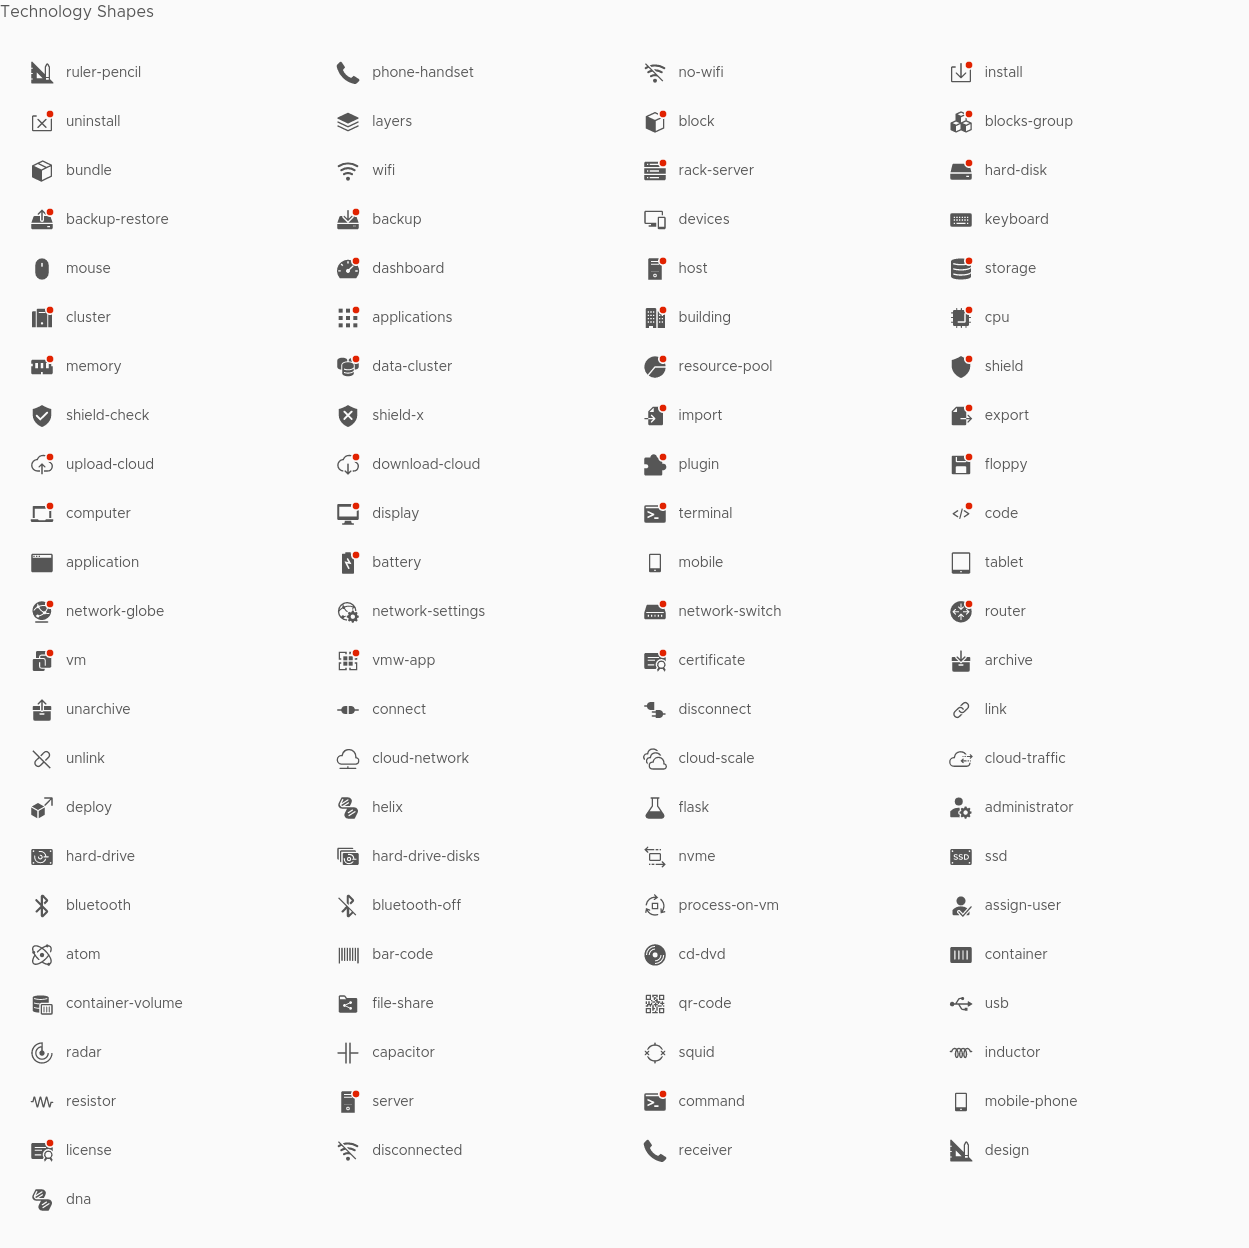 Technology Shapes
ruler-pencil phone-handset no-wifi install
uninstall layers block blocks-group
bundle wifi rack-server hard-disk
backup-restore backup devices keyboard
mouse dashboard host storage
cluster applications building cpu
memory data-cluster resource-pool shield
shield-check shield-x import export
upload-cloud download-cloud plugin floppy
computer display terminal code
application battery mobile tablet
network-globe network-settings network-switch router
vm vmw-app certificate archive
unarchive connect disconnect link
unlink cloud-network cloud-scale cloud-traffic
deploy helix flask administrator
hard-drive hard-drive-disks nvme SSD ssd
bluetooth bluetooth-off process-on-vm assign-user
atom bar-code cd-dvd container
container-volume file-share qr-code usb
radar capacitor squid inductor
resistor server command mobile-phone
license disconnected receiver design
dna